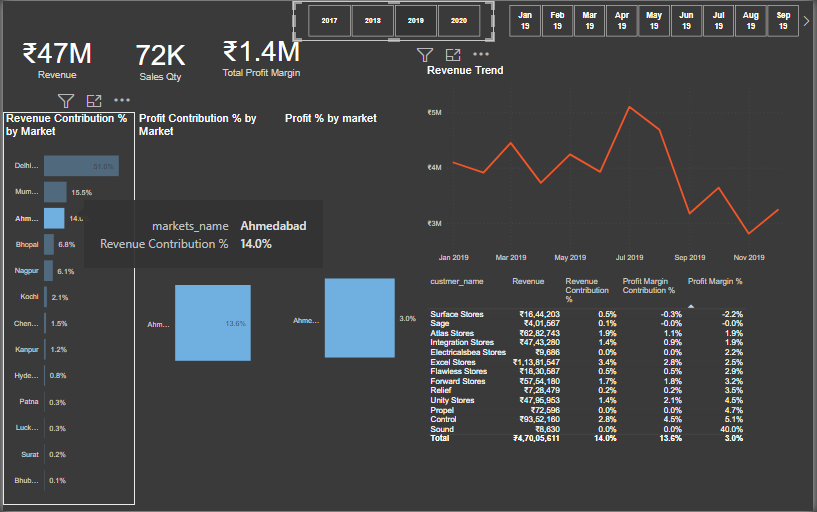 2017 2018 2019 2020
Jan 19 Feb 19 Mar 19 Apr 19 May 19 Jun 19 Jul 19 Aug 19 Sep 19
₹47M
Revenue
72K
Sales Qty
₹1.4M
Total Profit Margin
Revenue Contribution %
by Market
Delhi... 51.0%
Mum... 15.5%
Ahm... 14.0
Bhopal 6.8%
Nagpur 6.1%
Kochi 2.1%
Chen... 1.5%
Kanpur 1.2%
Hyde... 0.8%
Patna 0.3%
Luck... 0.3%
Surat 0.2%
Bhub... 0.1%
markets_name Ahmedabad
Revenue Contribution % 14.0%
Profit Contribution % by
Market
Ahm... 13.6%
Profit % by market
Ahme... 3.0%
Revenue Trend
₹5M
₹4M
₹3M
Jan 2019 Mar 2019 May 2019 Jul 2019 Sep 2019 Nov 2019
custmer_name Revenue Revenue Contribution % Profit Margin Contribution % Profit Margin %
Surface Stores ₹16,44,203 0.5% -0.3% -2.2%
Sage ₹4,01,567 0.1% -0.0% -0.0%
Atlas Stores ₹62,82,743 1.9% 1.1% 1.9%
Integration Stores ₹47,43,280 1.4% 0.9% 1.9%
Electricalsbea Stores ₹9,686 0.0% 0.0% 2.2%
Excel Stores ₹1,13,81,547 3.4% 2.8% 2.5%
Flawless Stores ₹18,30,587 0.5% 0.5% 2.9%
Forward Stores ₹57,54,180 1.7% 1.8% 3.2%
Relief ₹7,28,479 0.2% 0.2% 3.5%
Unity Stores ₹47,95,953 1.4% 2.1% 4.5%
Propel ₹72,596 0.0% 0.0% 4.7%
Control ₹93,52,160 2.8% 4.5% 5.1%
Sound ₹8,630 0.0% 0.0% 40.0%
Total ₹4,70,05,611 14.0% 13.6% 3.0%